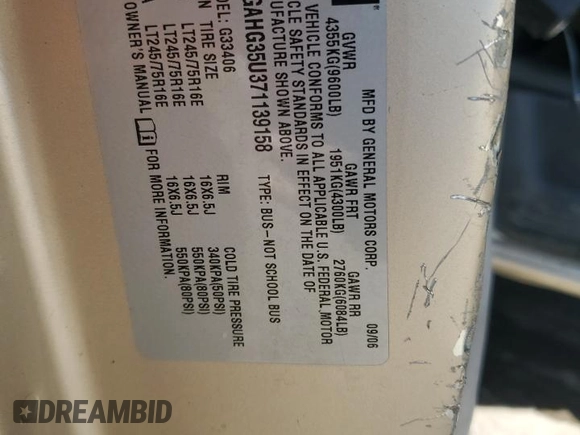 MFD BY GENERAL MOTORS CORP. 09/06
GVWR GAWR FRT GAWR RR
4355KG(9600LB) 1951KG(4300LB) 2760KG(6084LB)
VEHICLE CONFORMS TO ALL APPLICABLE U.S. FEDERAL MOTOR
SAFETY STANDARDS IN EFFECT ON THE DATE OF
SHOWN ABOVE.
GAHG35U371139158 TYPE: BUS-NOT SCHOOL BUS
MODEL: G33406
TIRE SIZE RIM COLD TIRE PRESSURE
LT245/75R16E 16X6.5J 340KPA(50PSI)
LT245/75R16E 16X6.5J 550KPA(80PSI)
LT245/75R16E 16X6.5J 550KPA(80PSI)
OWNER'S MANUAL FOR MORE INFORMATION.
DREAMBID